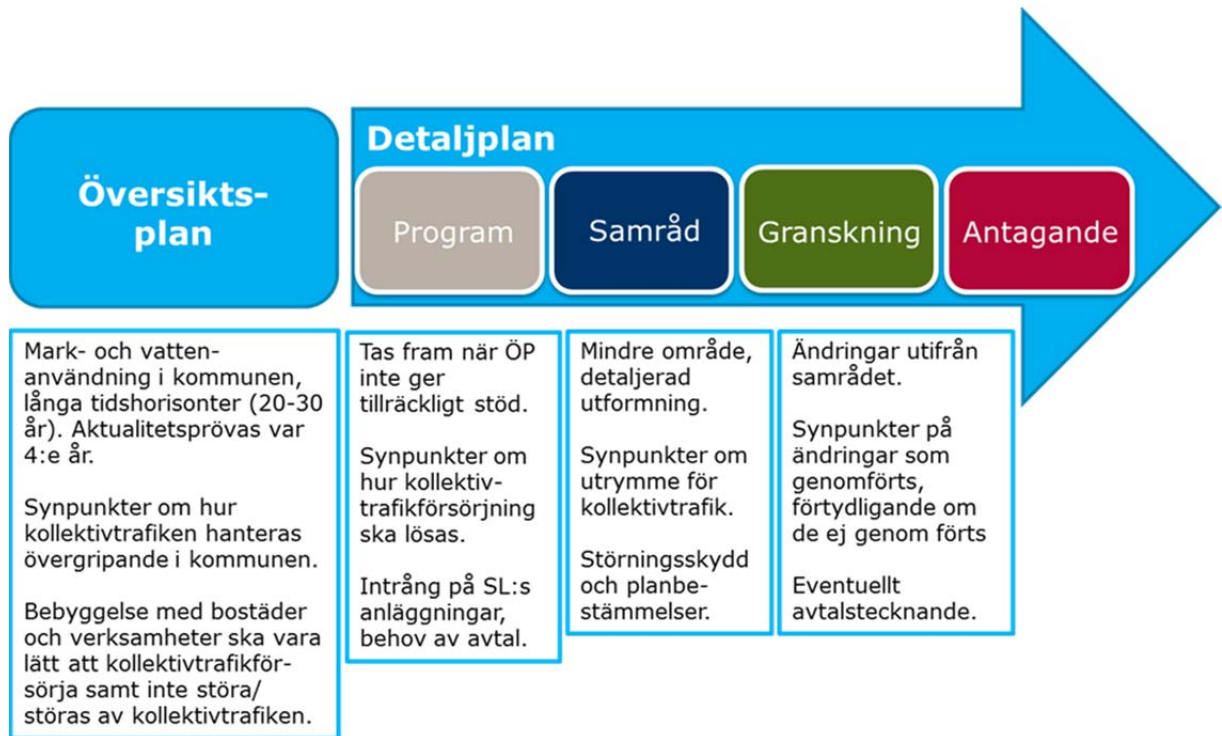 Översikts-
plan
Detaljplan
Program
Samråd
Granskning
Antagande
Mark- och vatten-
användning i kommunen,
långa tidshorisonter (20-30
år). Aktualitetsprövas var
4:e år.
Synpunkter om hur
kollektivtrafiken hanteras
övergripande i kommunen.
Bebyggelse med bostäder
och verksamheter ska vara
lätt att kollektivtrafikför-
sörja samt inte störa/
störas av kollektivtrafiken.
Tas fram när ÖP
inte ger
tillräckligt stöd.
Synpunkter om
hur kollektiv-
trafikförsörjning
ska lösas.
Intrång på SL:s
anläggningar,
behov av avtal.
Mindre område,
detaljerad
utformning.
Synpunkter om
utrymme för
kollektivtrafik.
Störningsskydd
och planbe-
stämmelser.
Ändringar utifrån
samrådet.
Synpunkter på
ändringar som
genomförts,
förtydligande om
de ej genom förts
Eventuellt
avtalstecknande.